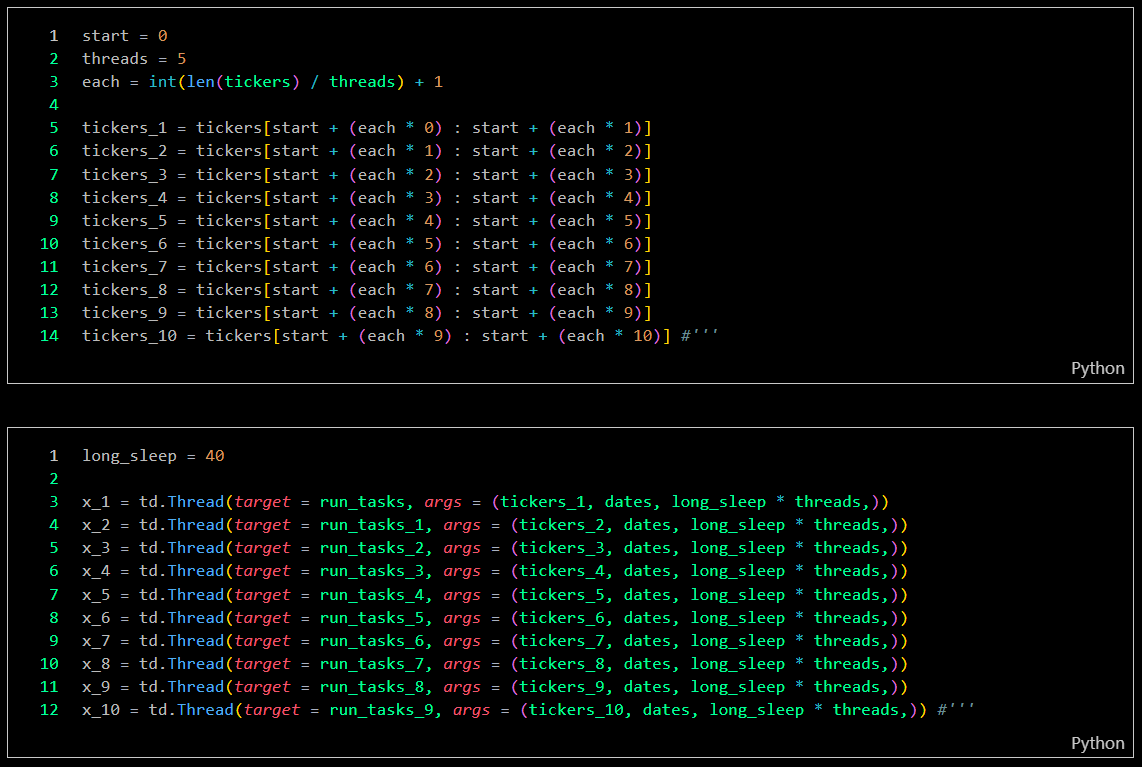 1 start = 0
2 threads = 5
3 each = int(len(tickers) / threads) + 1
4
5 tickers_1 = tickers[start + (each * 0) : start + (each * 1)]
6 tickers_2 = tickers[start + (each * 1) : start + (each * 2)]
7 tickers_3 = tickers[start + (each * 2) : start + (each * 3)]
8 tickers_4 = tickers[start + (each * 3) : start + (each * 4)]
9 tickers_5 = tickers[start + (each * 4) : start + (each * 5)]
10 tickers_6 = tickers[start + (each * 5) : start + (each * 6)]
11 tickers_7 = tickers[start + (each * 6) : start + (each * 7)]
12 tickers_8 = tickers[start + (each * 7) : start + (each * 8)]
13 tickers_9 = tickers[start + (each * 8) : start + (each * 9)]
14 tickers_10 = tickers[start + (each * 9) : start + (each * 10)] #'''
Python
1 long_sleep = 40
2
3 x_1 = td.Thread(target = run_tasks, args = (tickers_1, dates, long_sleep * threads,))
4 x_2 = td.Thread(target = run_tasks_1, args = (tickers_2, dates, long_sleep * threads,))
5 x_3 = td.Thread(target = run_tasks_2, args = (tickers_3, dates, long_sleep * threads,))
6 x_4 = td.Thread(target = run_tasks_3, args = (tickers_4, dates, long_sleep * threads,))
7 x_5 = td.Thread(target = run_tasks_4, args = (tickers_5, dates, long_sleep * threads,))
8 x_6 = td.Thread(target = run_tasks_5, args = (tickers_6, dates, long_sleep * threads,))
9 x_7 = td.Thread(target = run_tasks_6, args = (tickers_7, dates, long_sleep * threads,))
10 x_8 = td.Thread(target = run_tasks_7, args = (tickers_8, dates, long_sleep * threads,))
11 x_9 = td.Thread(target = run_tasks_8, args = (tickers_9, dates, long_sleep * threads,))
12 x_10 = td.Thread(target = run_tasks_9, args = (tickers_10, dates, long_sleep * threads,)) #'''
Python